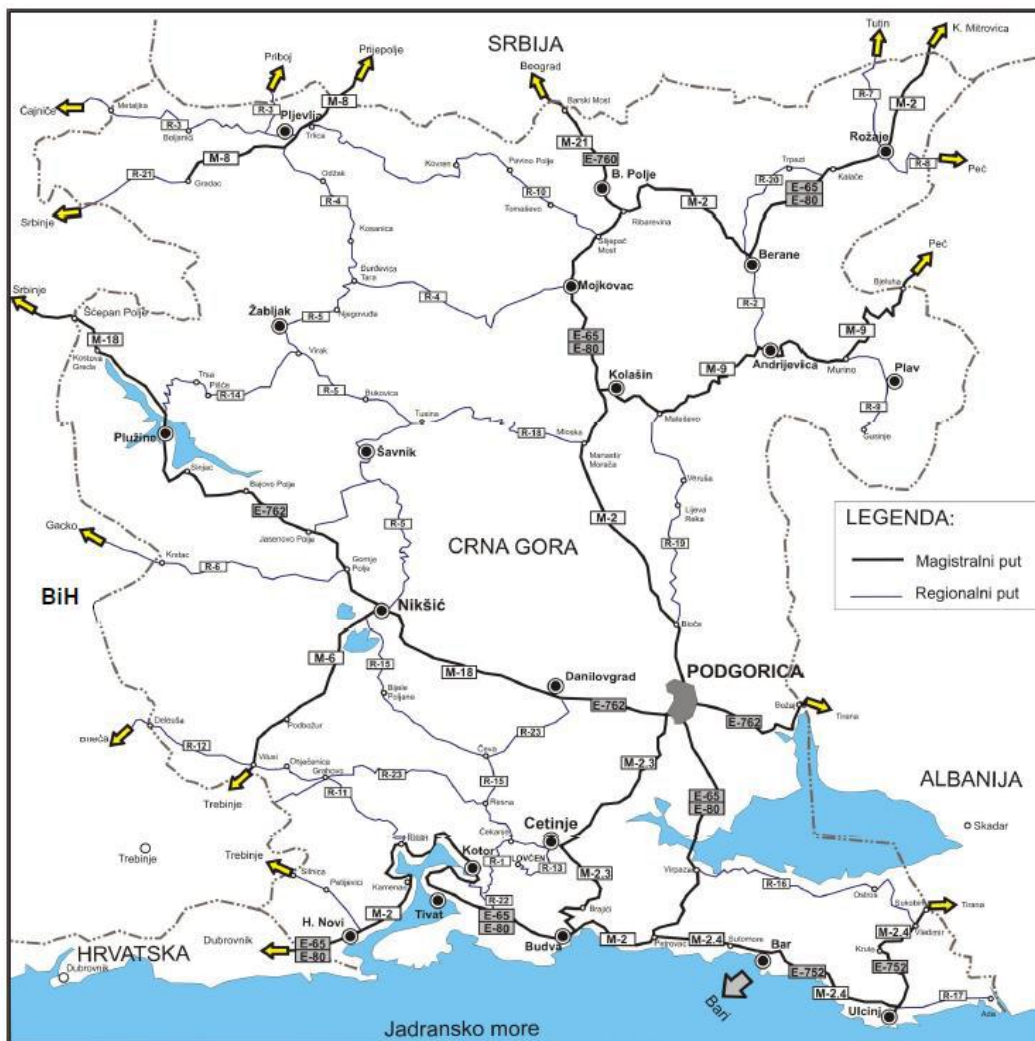 SRBIJA
Tutin
K. Mitrovica
Priboj
Prijepolje
Beograd
Čajniče
Metaljka
R-3
M-8
Barski Most
R-7
M-2
R-3
Boljanić
Pljevlja
Trlica
M-21
Rožaje
M-8
E-760
R-21
Gradac
Odžak
Kovren
Pavino Polje
B. Polje
Trpezi
Kalače
R-8
Peč
R-4
R-10
Tomaševo
M-2
R-20
E-65
E-80
Srbinje
Ribarevina
Kosanica
Slijepač
Most
Berane
Peč
Đurđevića
Tara
Mojkovac
Bjeluha
Srbinje
Šćepan Polje
R-4
R-2
Žabljak
R-5
Njegovuđa
M-18
E-65
E-80
M-9
Kostova
Greda
Virak
Andrijevica
Murino
Trsa
Pišče
Kolašin
M-9
Plav
R-14
R-5
Bukovica
R-9
Tusina
Mateševo
Gusinje
Plužine
R-18
Mioska
Šavnik
Manastir
Morača
Sinjac
Veruša
Bajovo Polje
Lijeva
Reka
LEGENDA:
E-762
M-2
Gacko
R-5
Jasenovo Polje
R-19
CRNA GORA
Magistralni put
Krstac
R-6
Gornje
Polje
Regionalni put
BiH
Nikšić
Bioče
M-6
R-15
M-18
PODGORICA
Danilovgrad
Bijele
Poljane
E-762
Božaj
Tirana
E-762
Deleuša
Podbožur
R-12
R-23
Čeva
M-2.3
Vilusi
Osječanica
Grahovo
R-23
R-15
ALBANIJA
Trebinje
R-11
Resna
E-65
E-80
Cetinje
Skadar
Čekanje
Trebinje
Risan
Kotor
R-1
LOVĆEN
R-13
Trebinje
Sitnica
Petijevići
Kamenari
M-2.3
Virpazar
R-16
Ostros
Sukobin
Tirana
M-2
Tivat
R-22
Brajići
H. Novi
E-65
E-80
M-2.4
Vladimir
Dubrovnik
E-65
E-80
Budva
M-2
Petrovac
M-2.4
Sutomore
Bar
Krute
HRVATSKA
E-752
E-752
Dubrovnik
Bari
M-2.4
R-17
Ada
Ulcinj
Jadransko more